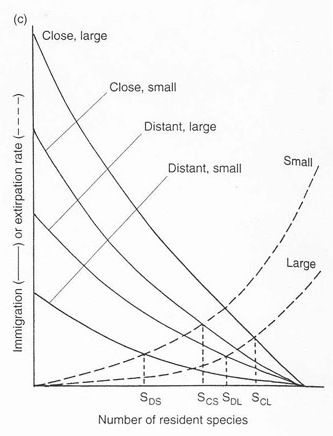 (c)
Close, large
Close, small
Distant, large
Distant, small
Small
Large
Immigration (——) or extirpation rate (– – –)
S_DS S_CS S_DL S_CL
Number of resident species